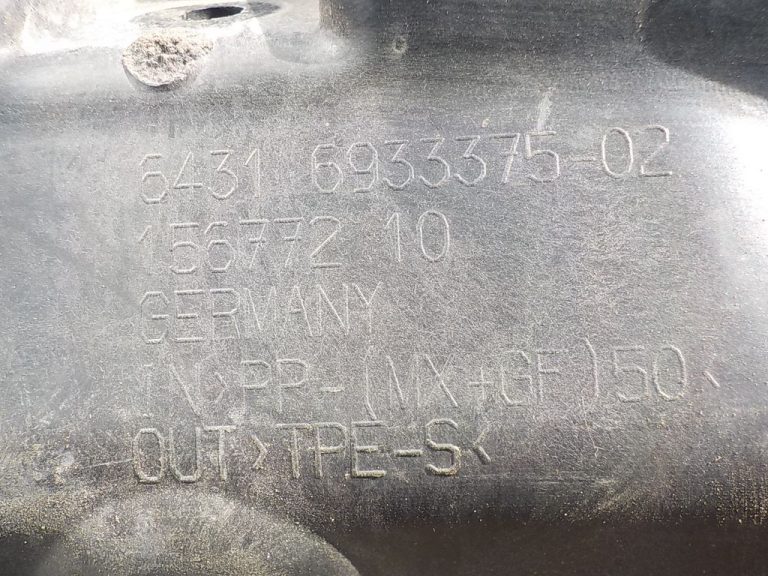 6431 6933375-02
156772 10
GERMANY
IN>PP-(MX+GF)50<
OUT>TPE-S<